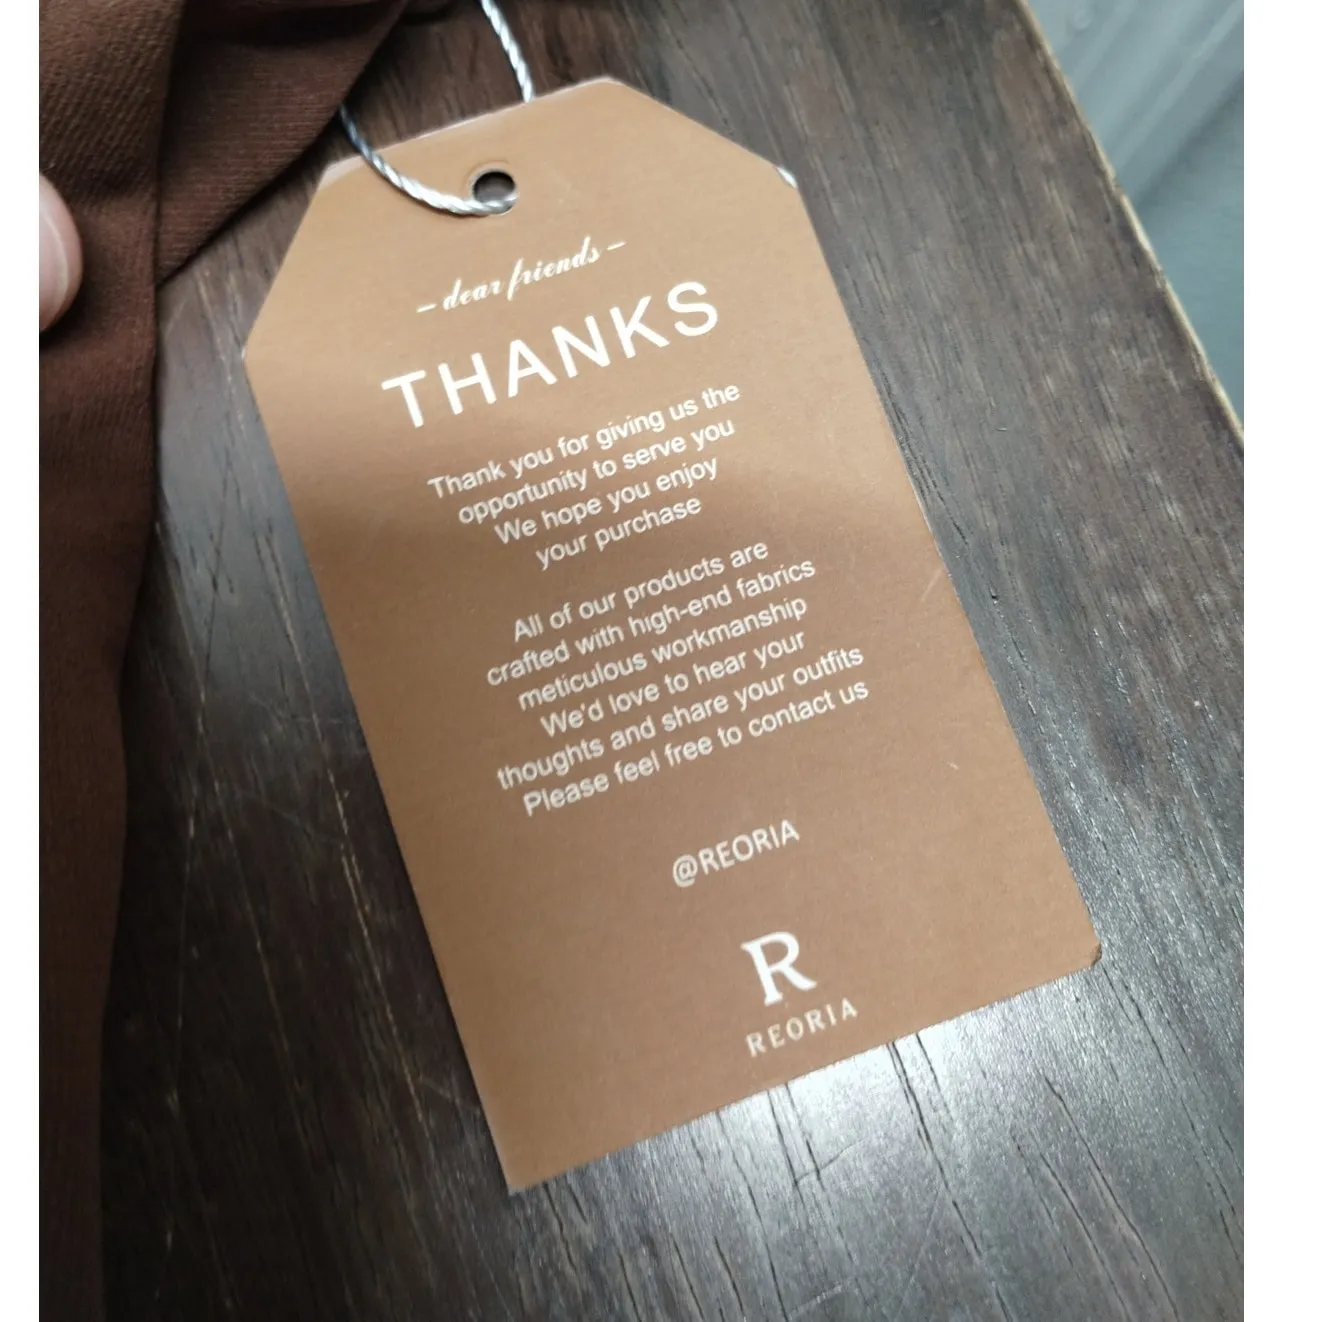 - dear friends -
THANKS
Thank you for giving us the
opportunity to serve you
We hope you enjoy
your purchase
All of our products are
crafted with high-end fabrics
meticulous workmanship
We'd love to hear your
thoughts and share your outfits
Please feel free to contact us
@REORIA
R
REORIA